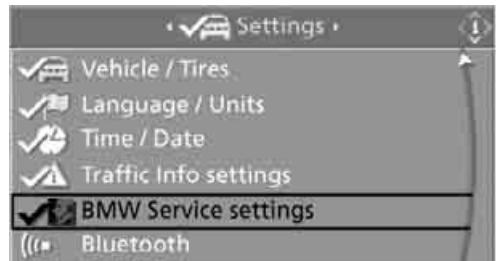 Settings
Vehicle / Tires
Language / Units
Time / Date
Traffic Info settings
BMW Service settings
Bluetooth